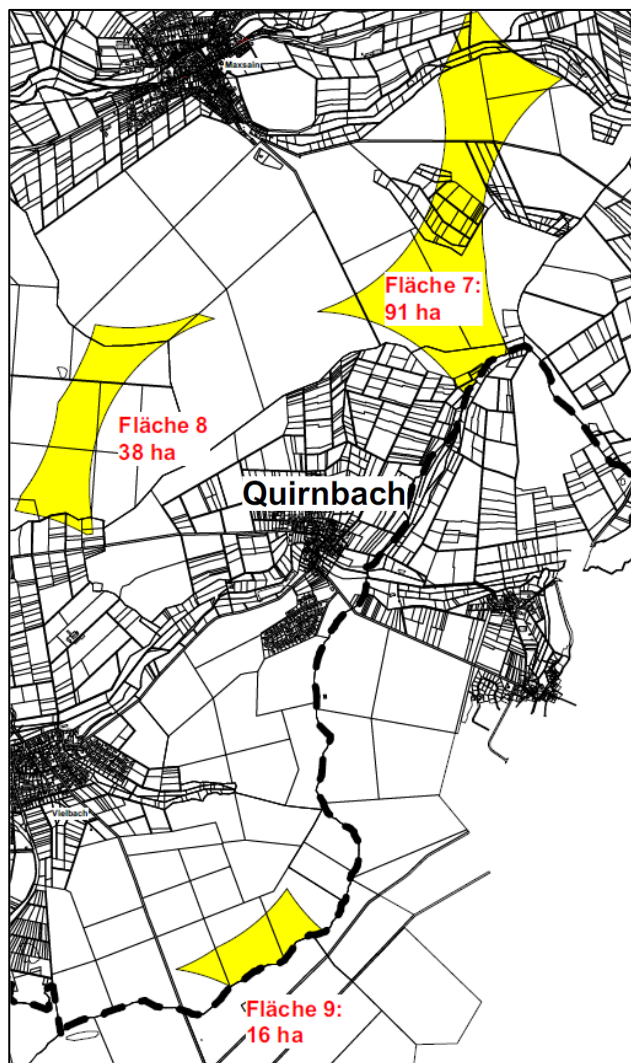 Maxsain
Fläche 7:
91 ha
Fläche 8
38 ha
Quirnbach
Vielbach
Fläche 9:
16 ha